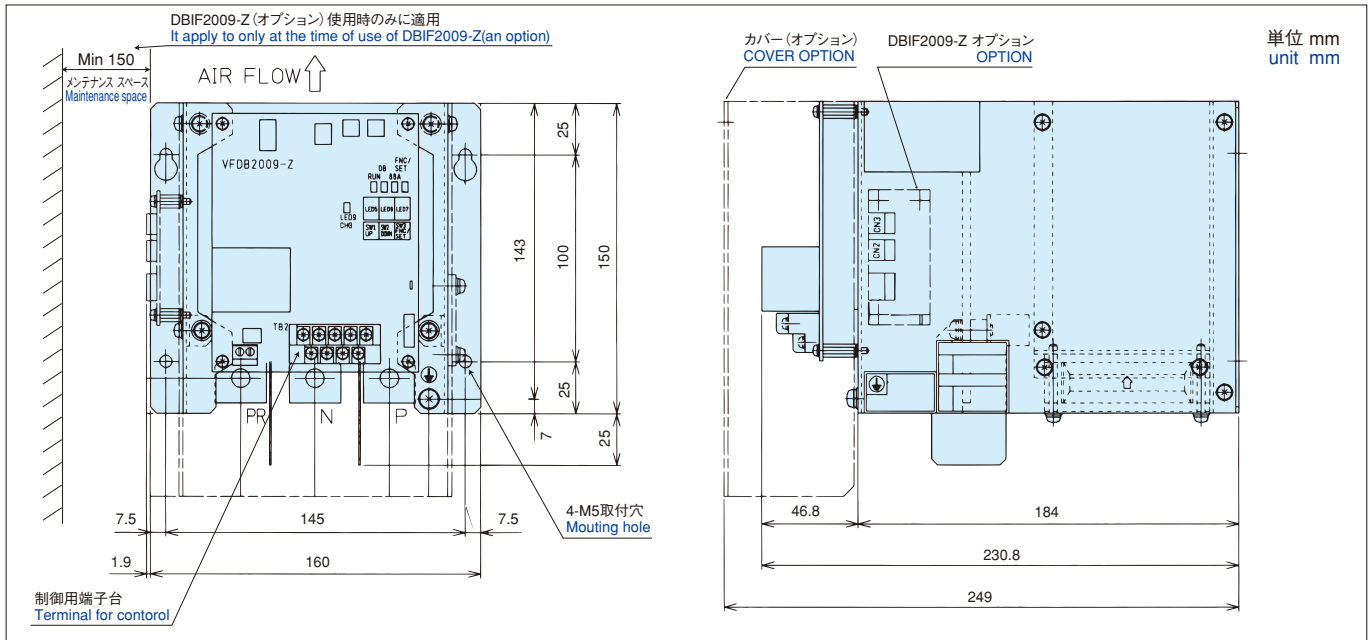 DBIF2009-Z (オプション) 使用時のみに適用
It apply to only at the time of use of DBIF2009-Z(an option)
Min 150
メンテナンス スペース
Maintenance space
AIR FLOW
VFDB2009-Z
FNC/
DB SET
RUN 88A
LED5 LED6 LED7
LED9
CH8
SW1 UP
SW2 DOWN
SW3 FNC/ SET
TB2
PR N P
25
143
100
150
25
7
25
7.5
145
7.5
1.9
160
4-M5取付穴
Mouting hole
制御用端子台
Terminal for contorol
カバー (オプション)
COVER OPTION
DBIF2009-Z オプション
OPTION
単位 mm
unit mm
CN3
CN2
46.8
184
230.8
249